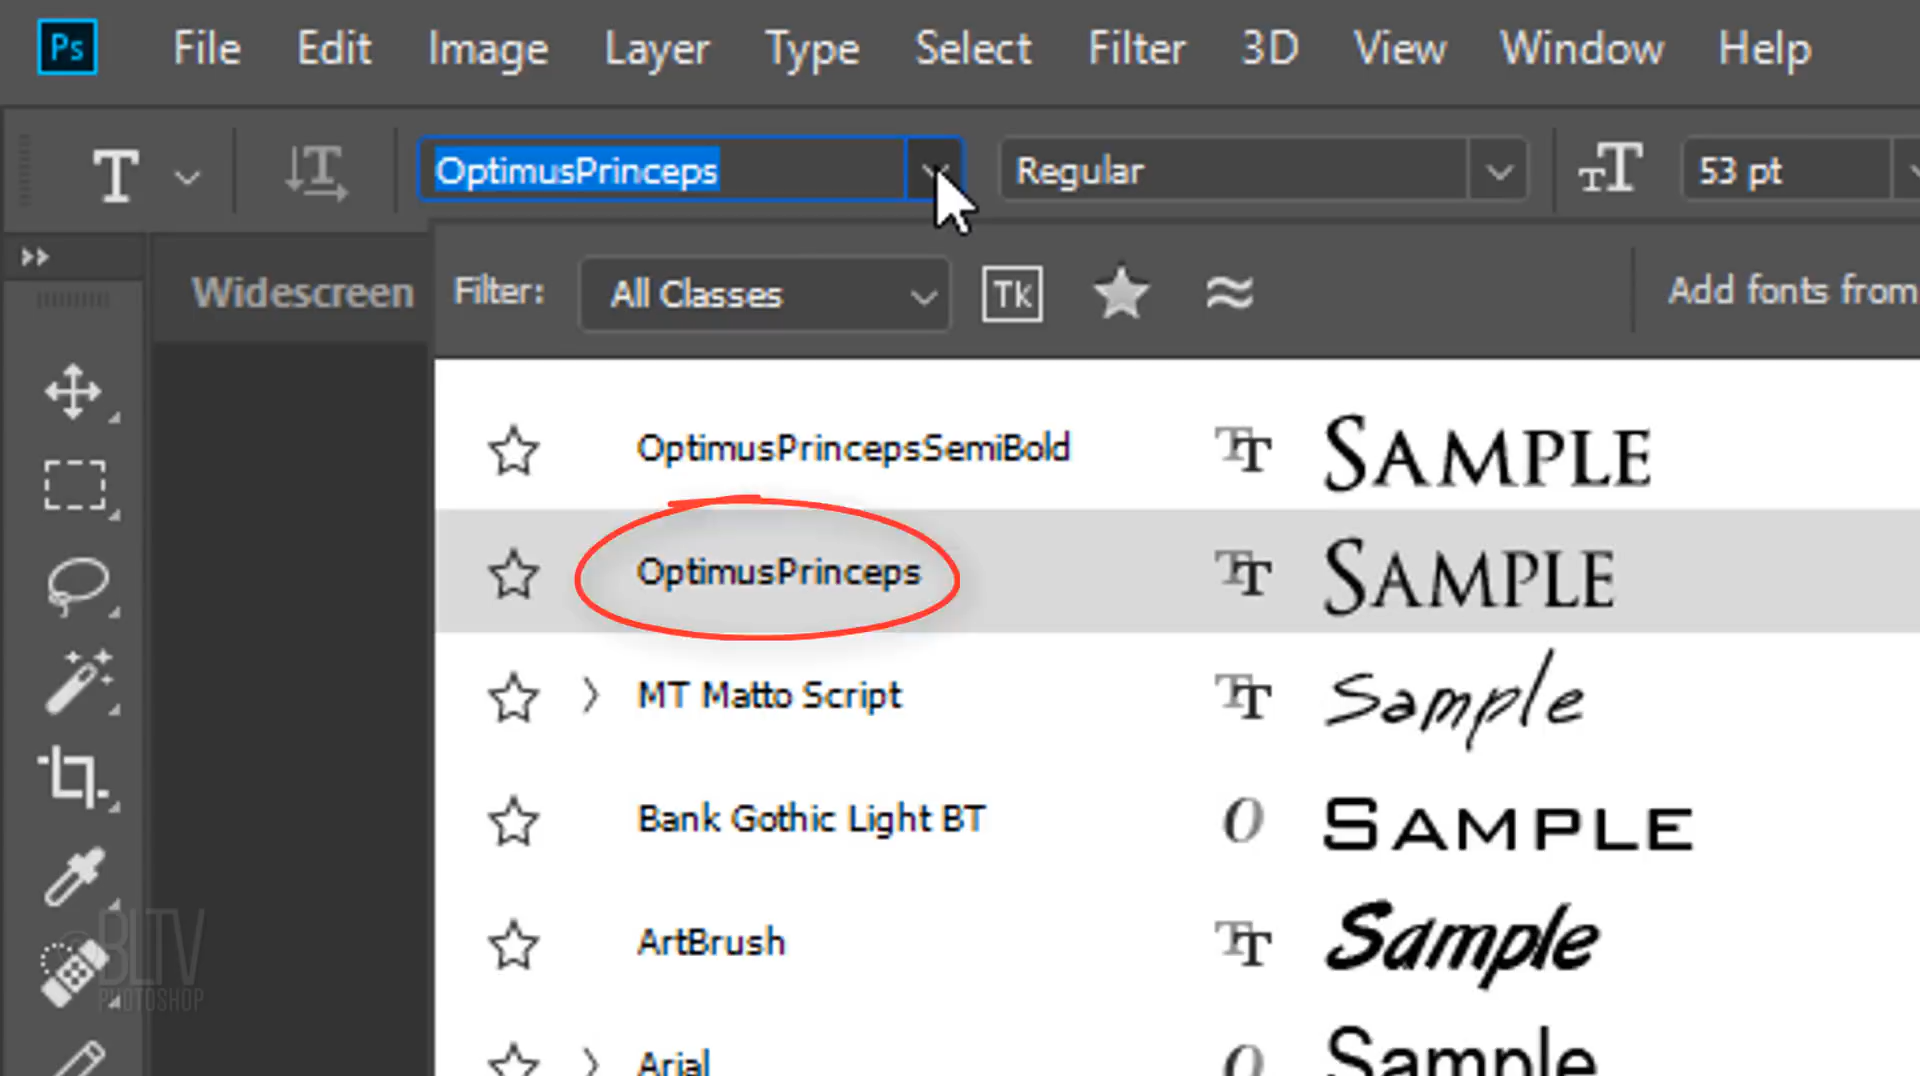 Ps File Edit Image Layer Type Select Filter 3D View Window Help
T OptimusPrinceps Regular 53 pt
Widescreen Filter: All Classes Tk Add fonts from
OptimusPrincepsSemiBold SAMPLE
OptimusPrinceps SAMPLE
MT Matto Script Sample
Bank Gothic Light BT SAMPLE
ArtBrush Sample
Arial Sample
BLTV
PHOTOSHOP